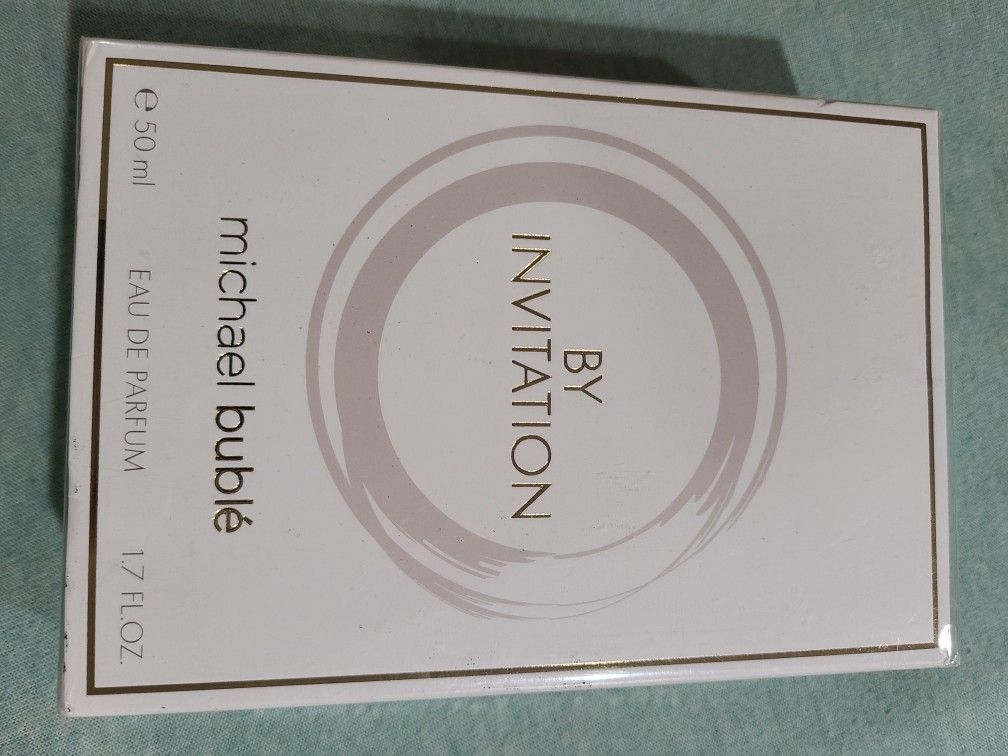 BY
INVITATION
michael bublé
e 50 ml EAU DE PARFUM 1.7 FL.OZ.